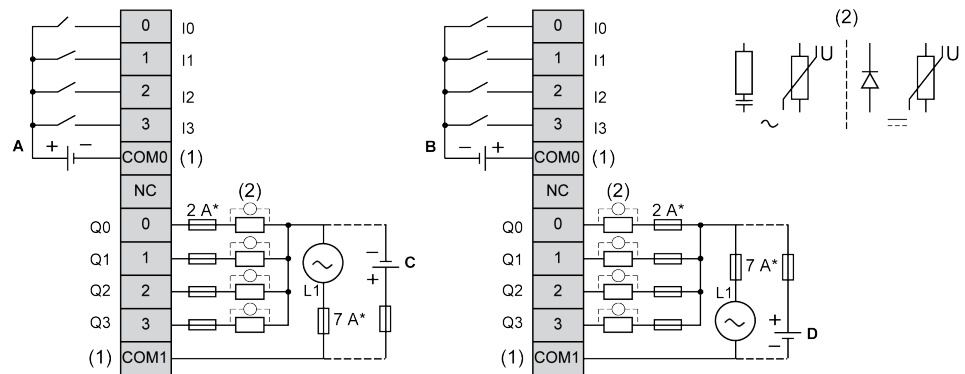 0 I0
1 I1
2 I2
3 I3
A + − COM0 (1)
NC
(2)
2 A*
Q0 0
Q1 1
Q2 2
Q3 3
(1) COM1
L1
7 A*
− + C
0 I0
1 I1
2 I2
3 I3
B − + COM0 (1)
NC
(2)
2 A*
Q0 0
Q1 1
Q2 2
Q3 3
(1) COM1
L1
7 A*
+ − D
(2)
U U